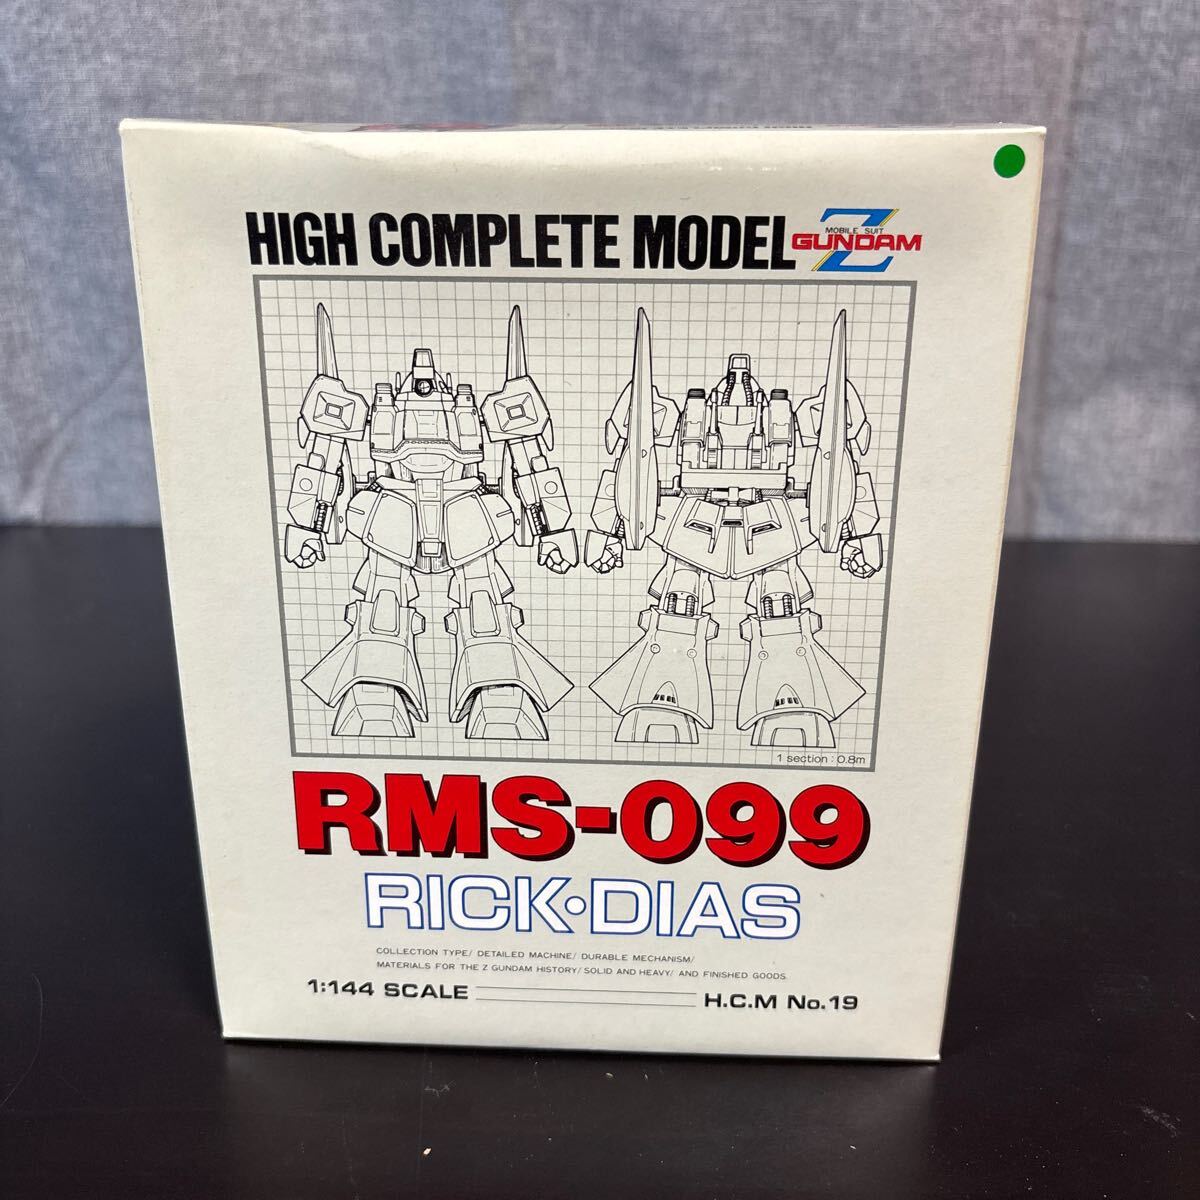 HIGH COMPLETE MODEL
MOBILE SUIT
Z
GUNDAM
1 section : 0.8m
RMS-099
RICK•DIAS
COLLECTION TYPE/ DETAILED MACHINE/ DURABLE MECHANISM/
MATERIALS FOR THE Z GUNDAM HISTORY/ SOLID AND HEAVY/ AND FINISHED GOODS.
1:144 SCALE
H.C.M No.19